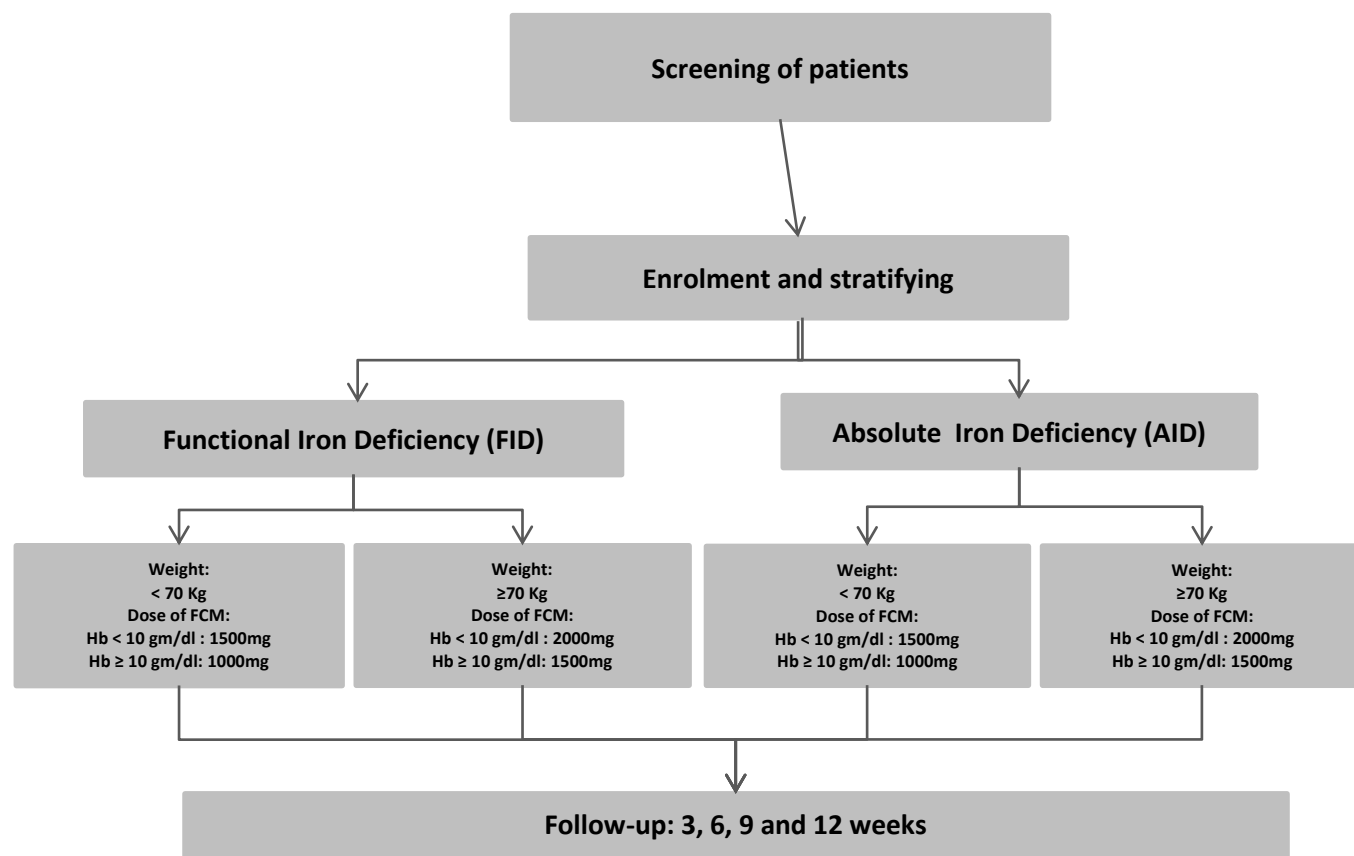 Screening of patients
Enrolment and stratifying
Functional Iron Deficiency (FID)
Absolute Iron Deficiency (AID)
Weight:
< 70 Kg
Dose of FCM:
Hb < 10 gm/dl : 1500mg
Hb ≥ 10 gm/dl: 1000mg
Weight:
≥70 Kg
Dose of FCM:
Hb < 10 gm/dl : 2000mg
Hb ≥ 10 gm/dl: 1500mg
Weight:
< 70 Kg
Dose of FCM:
Hb < 10 gm/dl : 1500mg
Hb ≥ 10 gm/dl: 1000mg
Weight:
≥70 Kg
Dose of FCM:
Hb < 10 gm/dl : 2000mg
Hb ≥ 10 gm/dl: 1500mg
Follow-up: 3, 6, 9 and 12 weeks